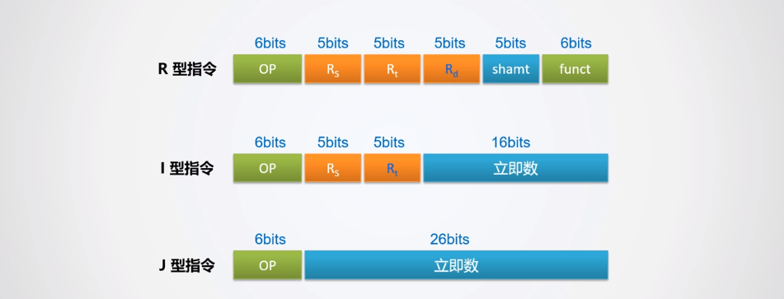 6bits 5bits 5bits 5bits 5bits 6bits
R 型指令 OP Rs Rt Rd shamt funct
6bits 5bits 5bits 16bits
I 型指令 OP Rs Rt 立即数
6bits 26bits
J 型指令 OP 立即数